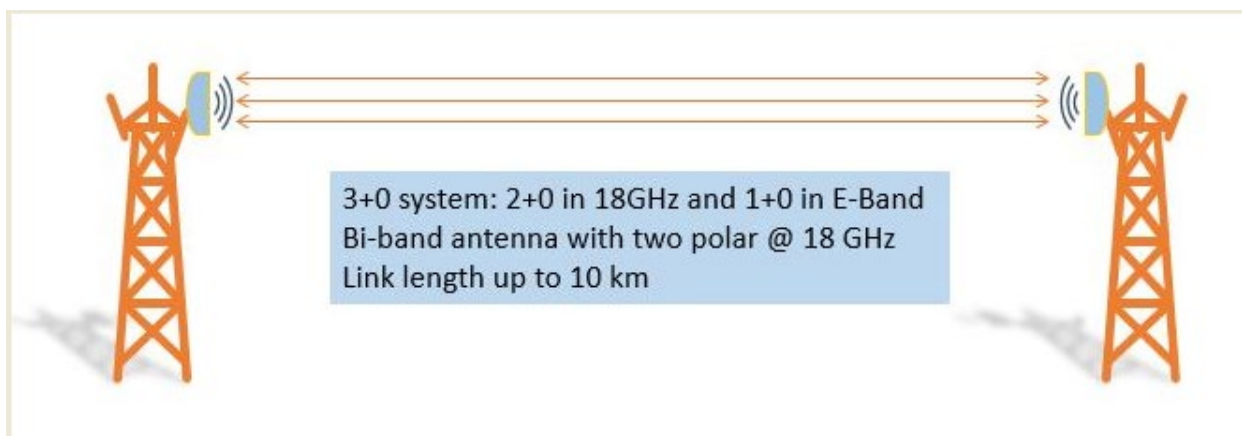 3+0 system: 2+0 in 18GHz and 1+0 in E-Band
Bi-band antenna with two polar @ 18 GHz
Link length up to 10 km